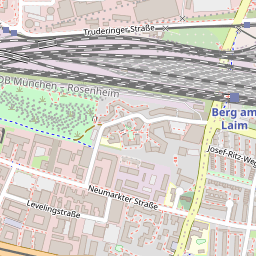 Truderinger Straße
DB München – Rosenheim
Berg am
Laim
Josef-Ritz-Weg
Neumarkter Straße
Levelingstraße